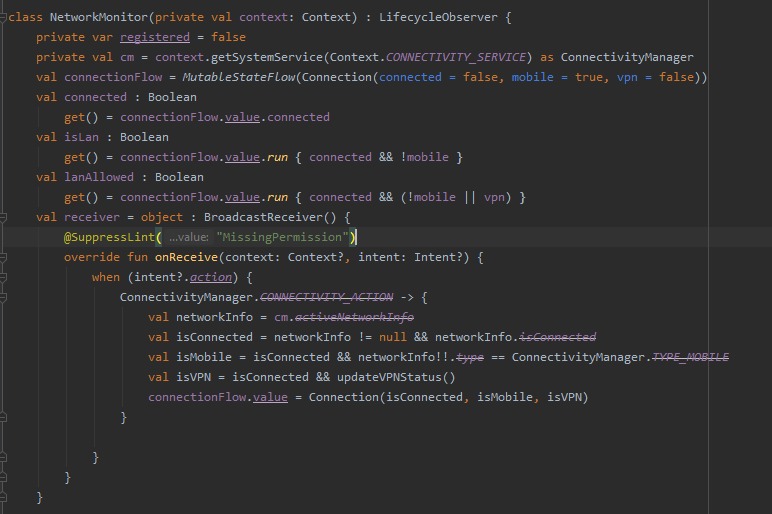 class NetworkMonitor(private val context: Context) : LifecycleObserver {
    private var registered = false
    private val cm = context.getSystemService(Context.CONNECTIVITY_SERVICE) as ConnectivityManager
    val connectionFlow = MutableStateFlow(Connection(connected = false, mobile = true, vpn = false))
    val connected : Boolean
        get() = connectionFlow.value.connected
    val isLan : Boolean
        get() = connectionFlow.value.run { connected && !mobile }
    val lanAllowed : Boolean
        get() = connectionFlow.value.run { connected && (!mobile || vpn) }
    val receiver = object : BroadcastReceiver() {
        @SuppressLint( ...value: "MissingPermission")
        override fun onReceive(context: Context?, intent: Intent?) {
            when (intent?.action) {
                ConnectivityManager.CONNECTIVITY_ACTION -> {
                    val networkInfo = cm.activeNetworkInfo
                    val isConnected = networkInfo != null && networkInfo.isConnected
                    val isMobile = isConnected && networkInfo!!.type == ConnectivityManager.TYPE_MOBILE
                    val isVPN = isConnected && updateVPNStatus()
                    connectionFlow.value = Connection(isConnected, isMobile, isVPN)
                }
            }
        }
    }